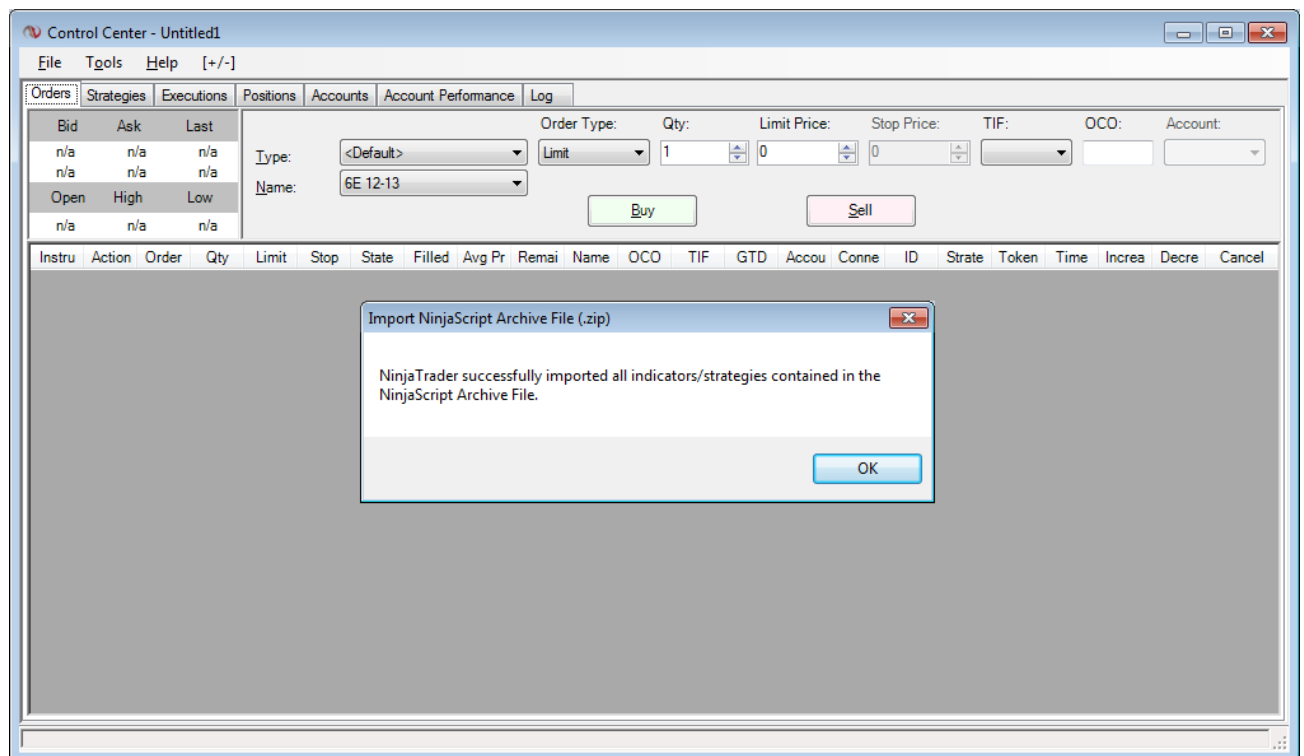 Control Center - Untitled1
File Tools Help [+/-]
Orders Strategies Executions Positions Accounts Account Performance Log
Bid Ask Last
n/a n/a n/a
n/a n/a n/a
Open High Low
n/a n/a n/a
Order Type: Qty: Limit Price: Stop Price: TIF: OCO: Account:
Type: <Default> Limit 1 0 0
Name: 6E 12-13
Buy Sell
Instru Action Order Qty Limit Stop State Filled Avg Pr Remai Name OCO TIF GTD Accou Conne ID Strate Token Time Increa Decre Cancel
Import NinjaScript Archive File (.zip)
NinjaTrader successfully imported all indicators/strategies contained in the
NinjaScript Archive File.
OK